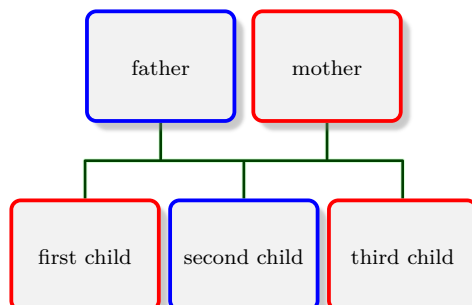 father
mother
first child
second child
third child